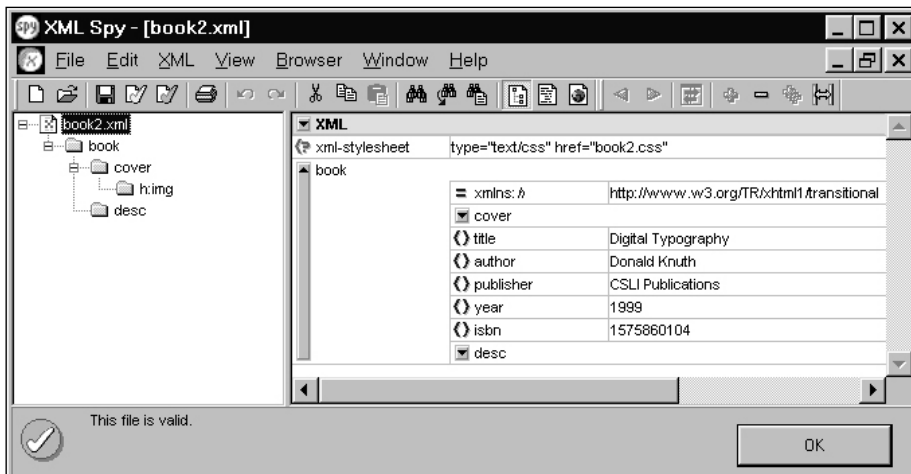 spy XML Spy - [book2.xml]
File Edit XML View Browser Window Help
book2.xml
book
cover
h:img
desc
XML
xml-stylesheet type="text/css" href="book2.css"
book
= xmlns:h http://www.w3.org/TR/xhtml1/transitional
cover
title Digital Typography
author Donald Knuth
publisher CSLI Publications
year 1999
isbn 1575860104
desc
This file is valid.
OK